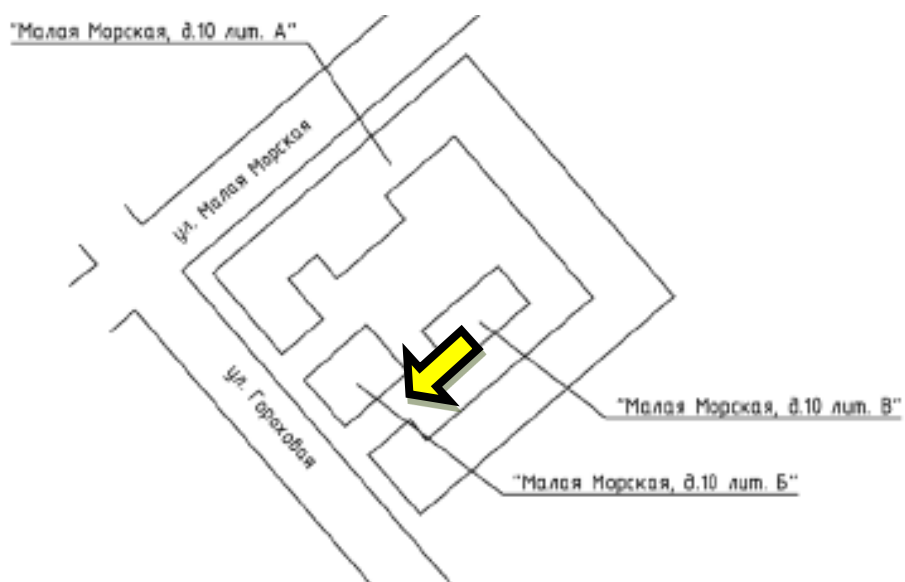 "Малая Морская, д.10 лит. А"
ул. Малая Морская
ул. Гороховая
"Малая Морская, д.10 лит. В"
"Малая Морская, д.10 лит. Б"